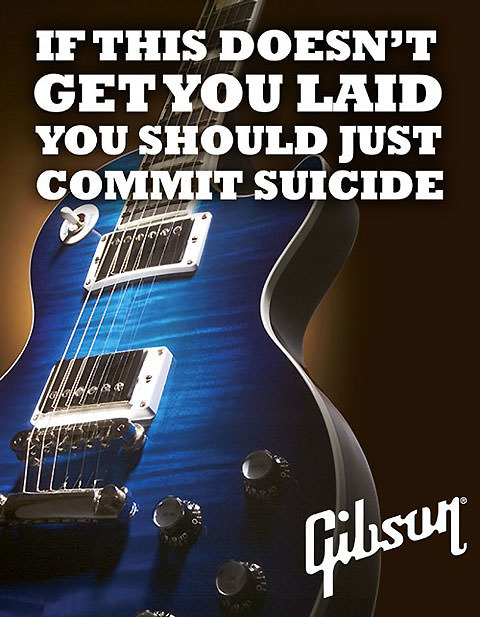 IF THIS DOESN'T
GET YOU LAID
YOU SHOULD JUST
COMMIT SUICIDE
Gibson®